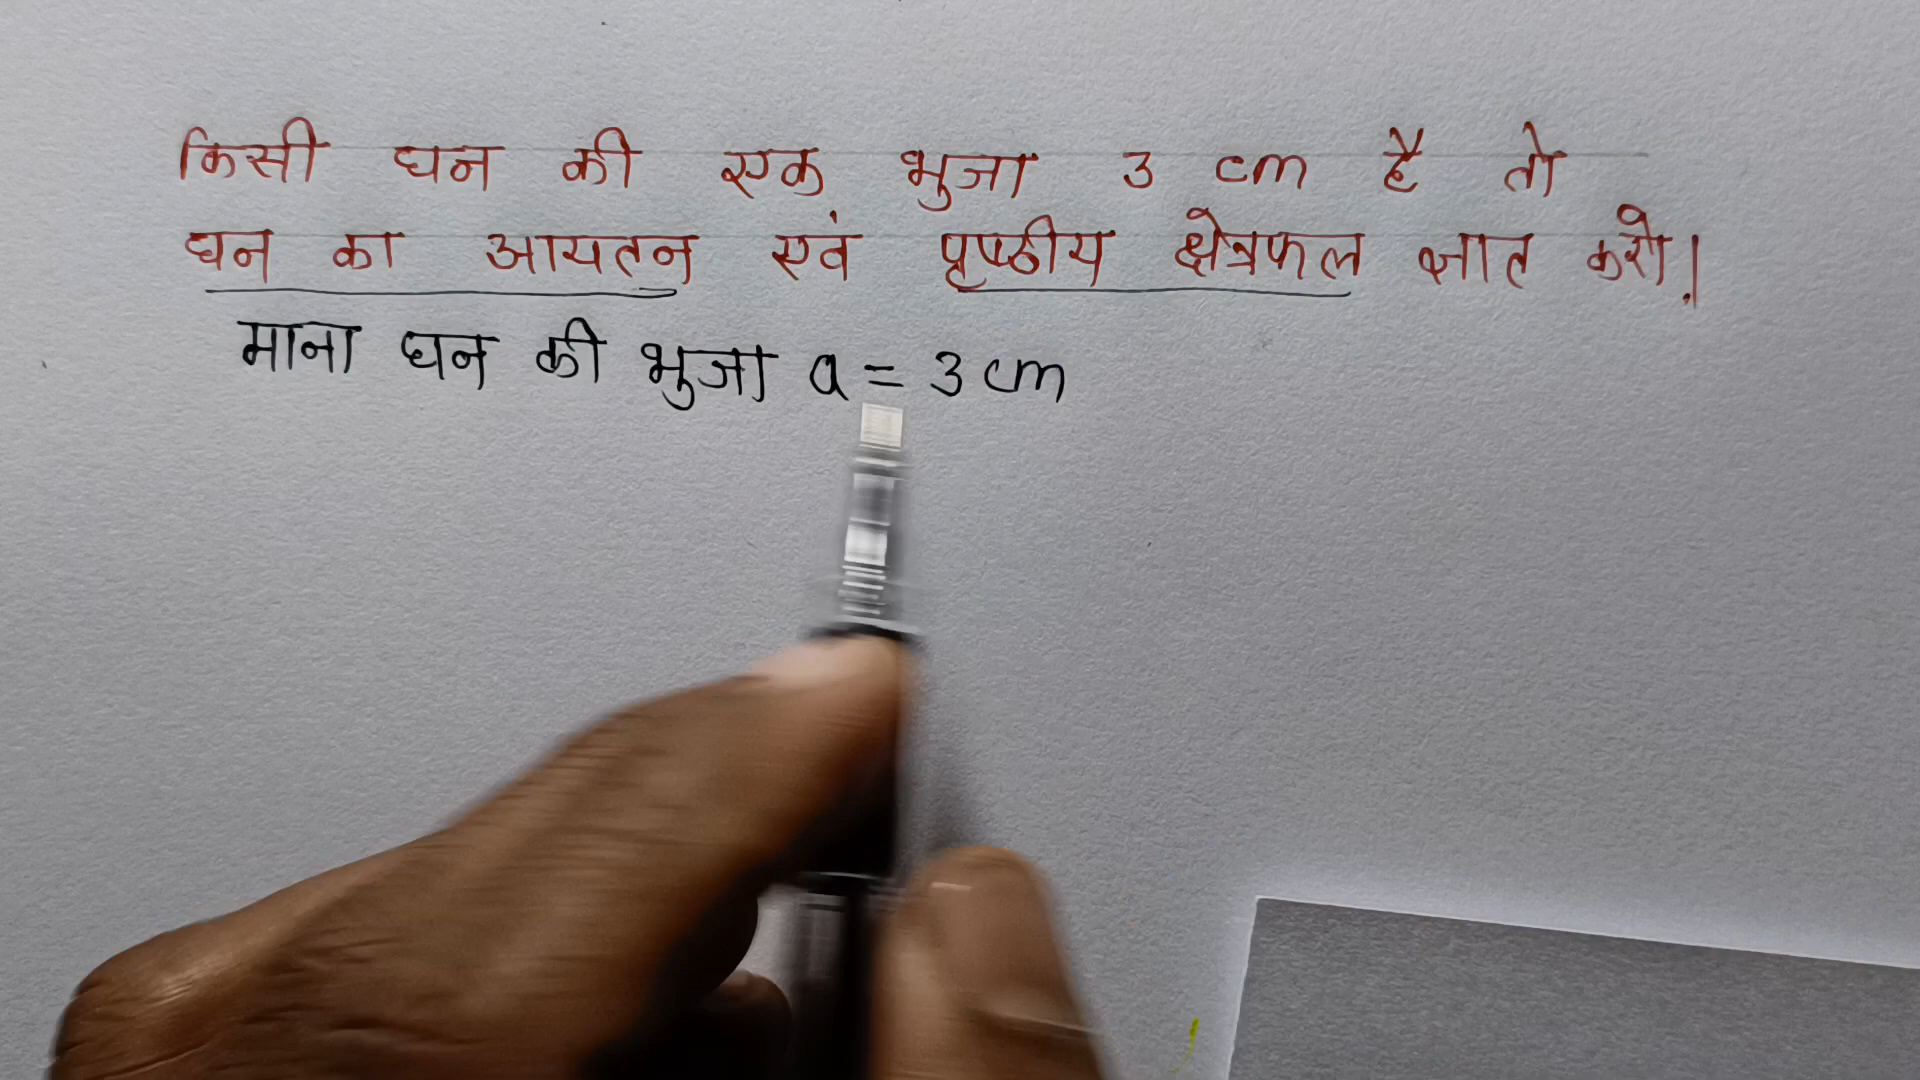 किसी घन की एक भुजा 3 cm है तो
घन का आयतन एवं पृष्ठीय क्षेत्रफल ज्ञात करो।
माना घन की भुजा a = 3 cm